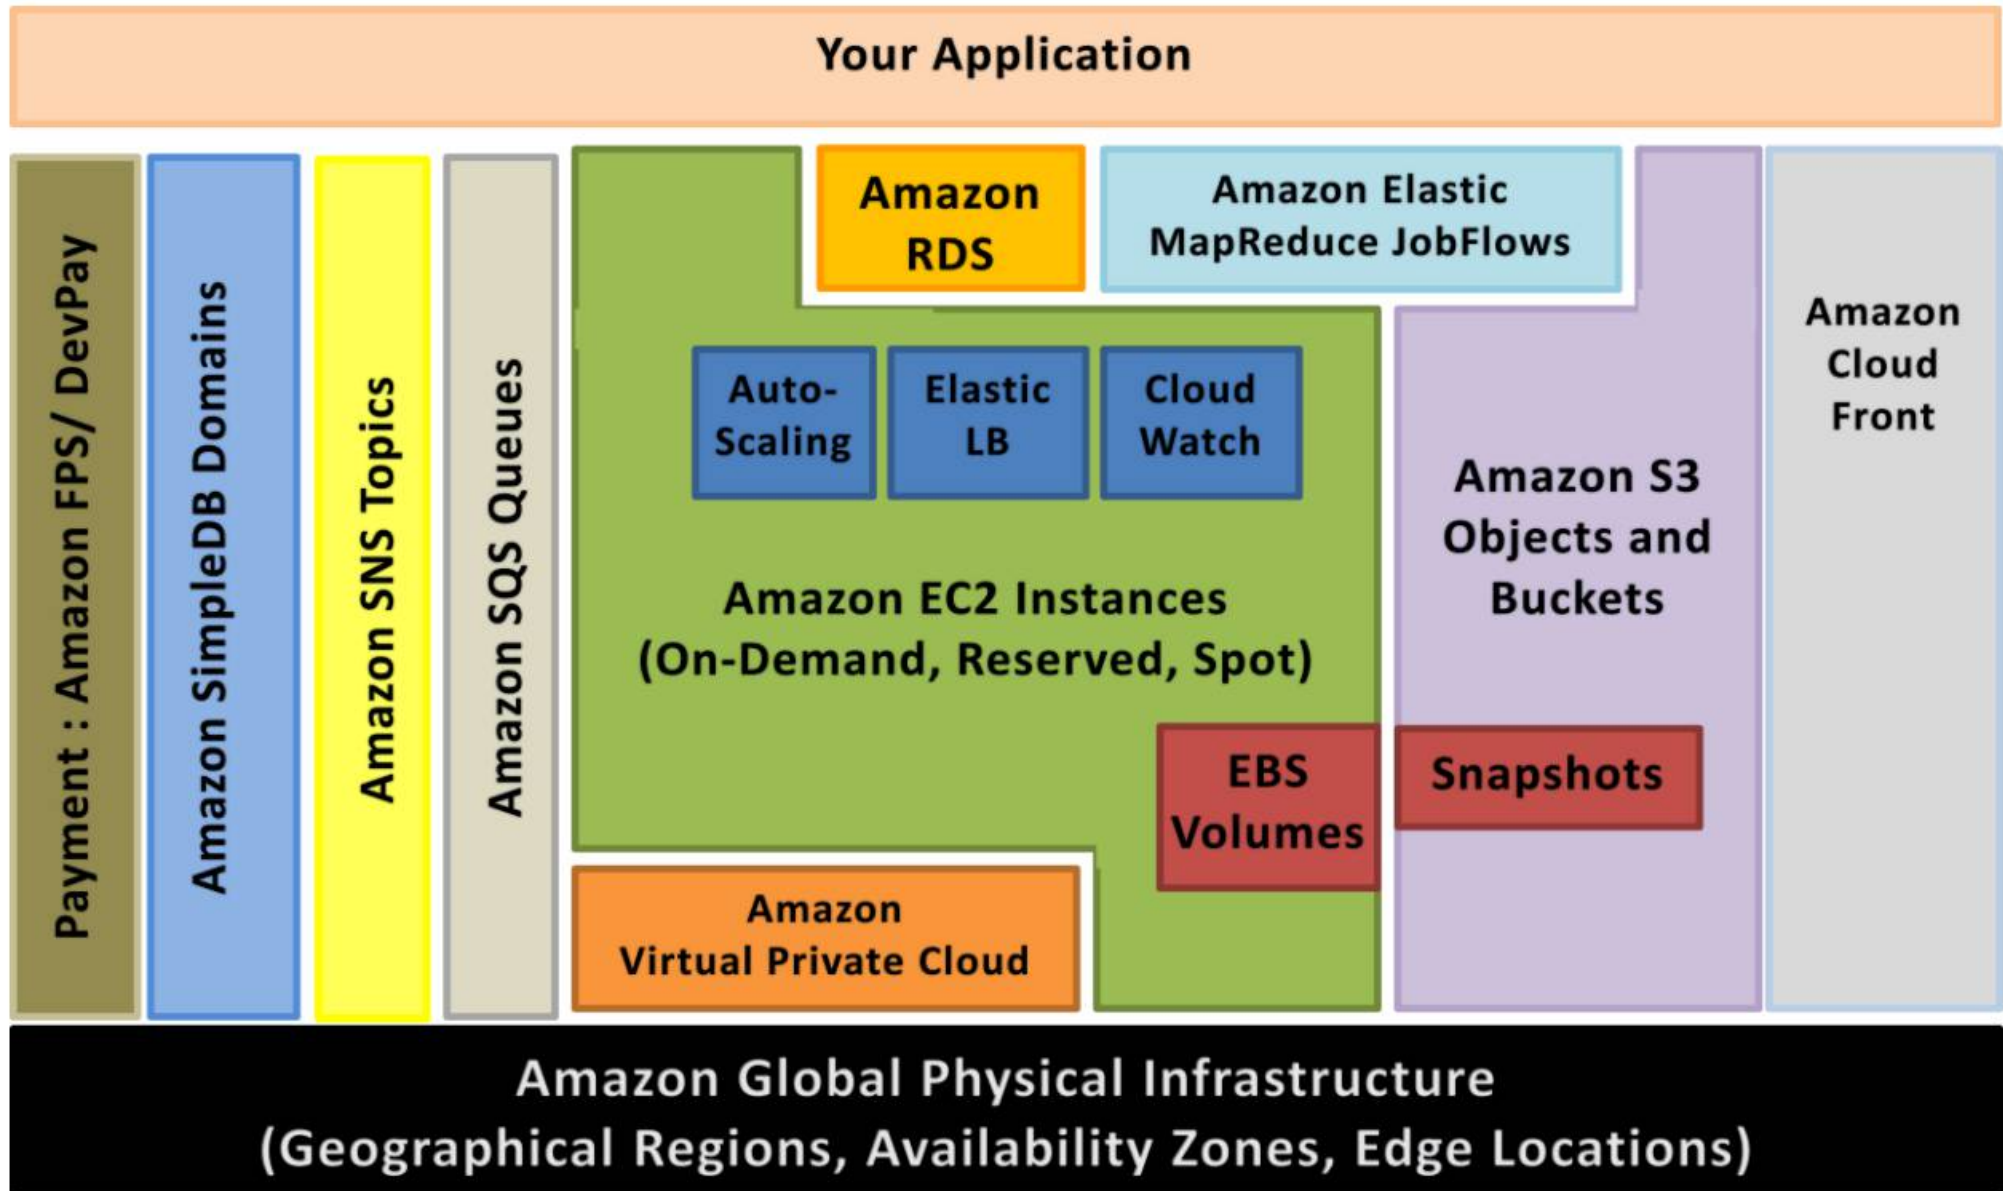 Your Application
Payment : Amazon FPS/ DevPay
Amazon SimpleDB Domains
Amazon SNS Topics
Amazon SQS Queues
Amazon
RDS
Amazon Elastic
MapReduce JobFlows
Auto-
Scaling
Elastic
LB
Cloud
Watch
Amazon EC2 Instances
(On-Demand, Reserved, Spot)
EBS
Volumes
Amazon
Virtual Private Cloud
Amazon S3
Objects and
Buckets
Snapshots
Amazon
Cloud
Front
Amazon Global Physical Infrastructure
(Geographical Regions, Availability Zones, Edge Locations)